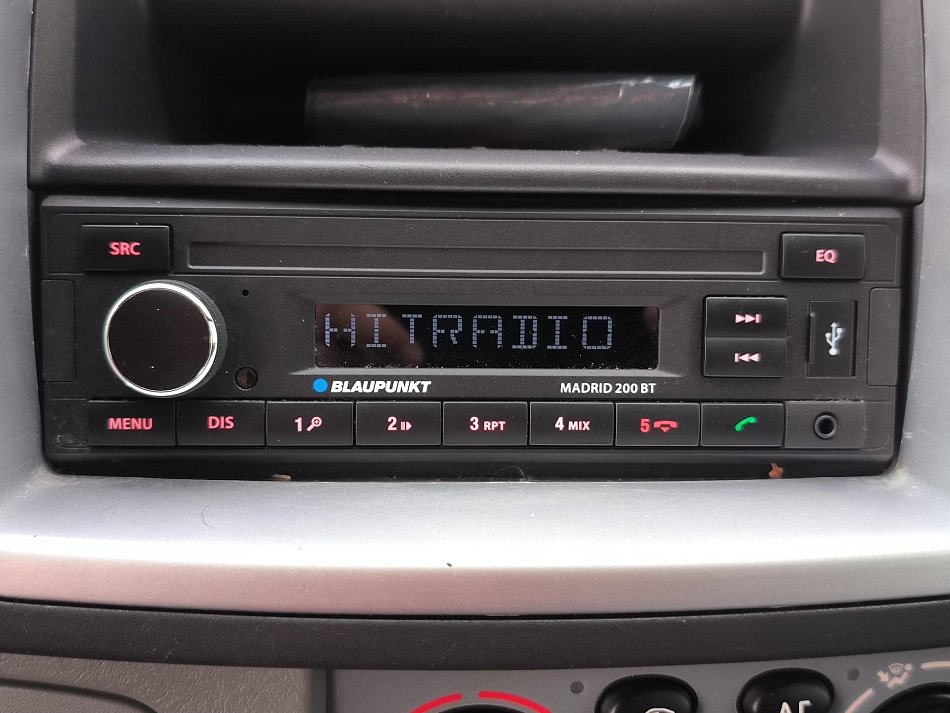 SRC
EQ
HITRADIO
BLAUPUNKT
MADRID 200 BT
MENU
DIS
1
2
3 RPT
4 MIX
5